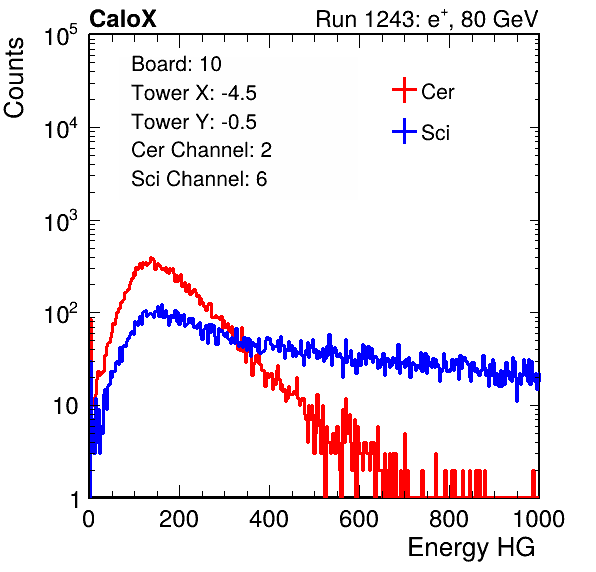 CaloX Run 1243: e⁺, 80 GeV
Counts
Board: 10
Tower X: -4.5
Tower Y: -0.5
Cer Channel: 2
Sci Channel: 6
Cer
Sci
10⁵
10⁴
10³
10²
10
1
0 200 400 600 800 1000
Energy HG